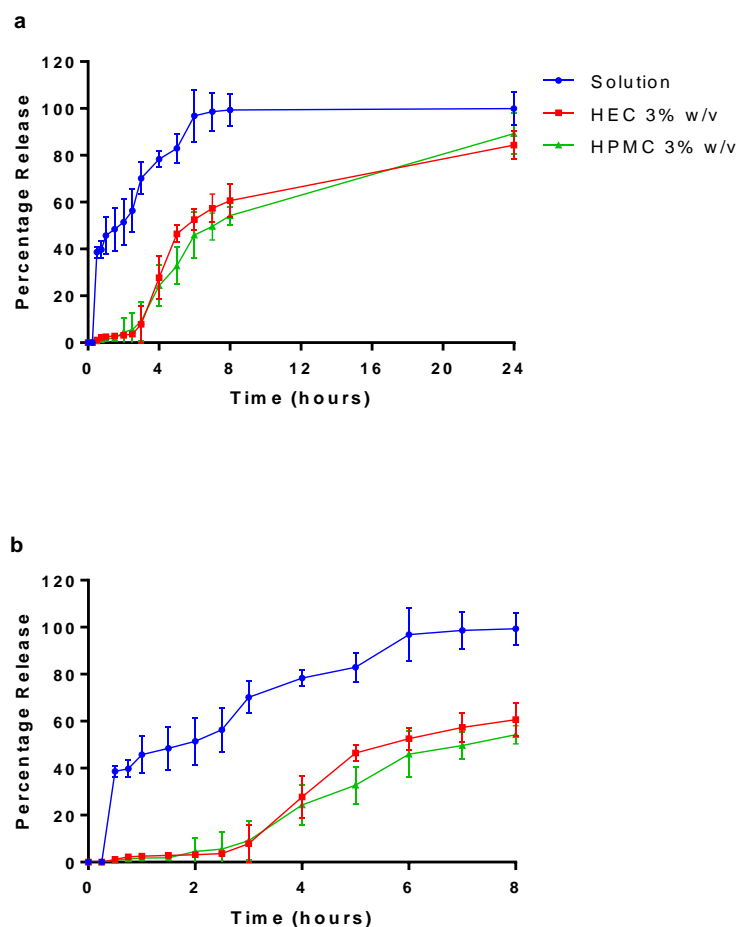 a
120
100
80
60
40
20
0
Percentage Release
0 4 8 12 16 20 24
Time (hours)
Solution
HEC 3% w/v
HPMC 3% w/v
b
120
100
80
60
40
20
0
Percentage Release
0 2 4 6 8
Time (hours)